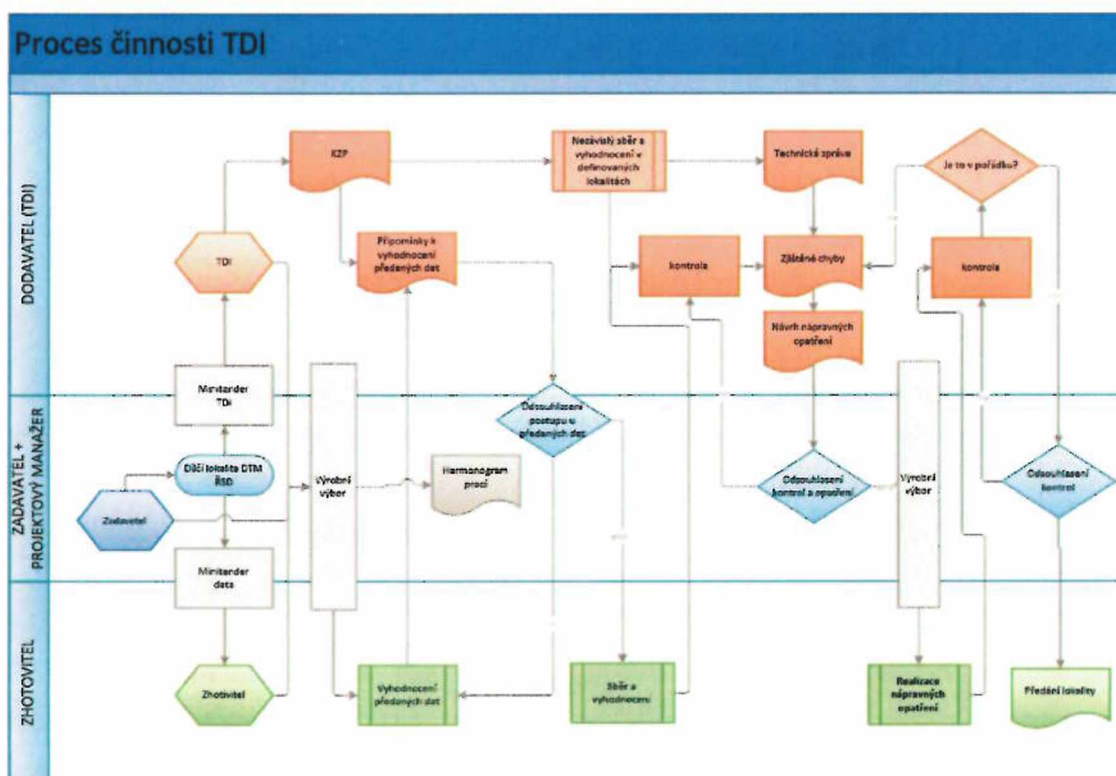 Proces činnosti TDI
DODAVATEL (TDI)
KZP
Nezávislý sběr a
vyhodnocení v
definovaných
lokalitách
Technická zpráva
Je to v pořádku?
TDI
Připomínky k
vyhodnocení
předaných dat
kontrola
Zjištěné chyby
kontrola
Návrh nápravných
opatření
Minitander
TDI
ZADAVATEL +
PROJEKTOVÝ MANAŽER
Dílčí lokalita DTM
ŘSD
Zadavatel
Výrobní
výbor
Harmonogram
prací
Odsouhlasení
postupu u
předaných dat
Odsouhlasení
kontrol a opatření
Výrobní
výbor
Odsouhlasení
kontrol
Minitander
data
ZHOTOVITEL
Zhotivitel
Vyhodnocení
předaných dat
Sběr a
vyhodnocení
Realizace
nápravných
opatření
Předání lokality